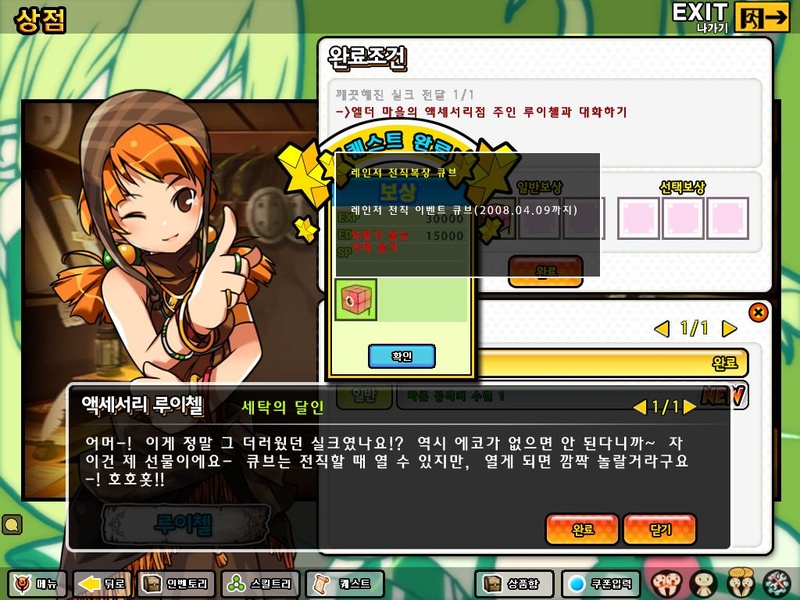 상점
EXIT
나가기
완료조건
깨끗해진 실크 전달 1/1
->엘더 마을의 액세서리점 주인 루이첼과 대화하기
퀘스트 완료
레인저 전직복장 큐브
보상
일반보상
선택보상
레인저 전직 이벤트 큐브(2008.04.09까지)
EXP 30000
ED 15000
SP
완료
확인
1/1
완료
일반
NEW
액세서리 루이첼
세탁의 달인
1/1
어머-! 이게 정말 그 더러웠던 실크였나요!? 역시 에코가 없으면 안 된다니까~ 자
이건 제 선물이에요- 큐브는 전직할 때 열 수 있지만, 열게 되면 깜짝 놀랄거라구요
-! 호호홋!!
루이첼
완료
닫기
메뉴
뒤로
인벤토리
스킬트리
퀘스트
상품함
쿠폰입력